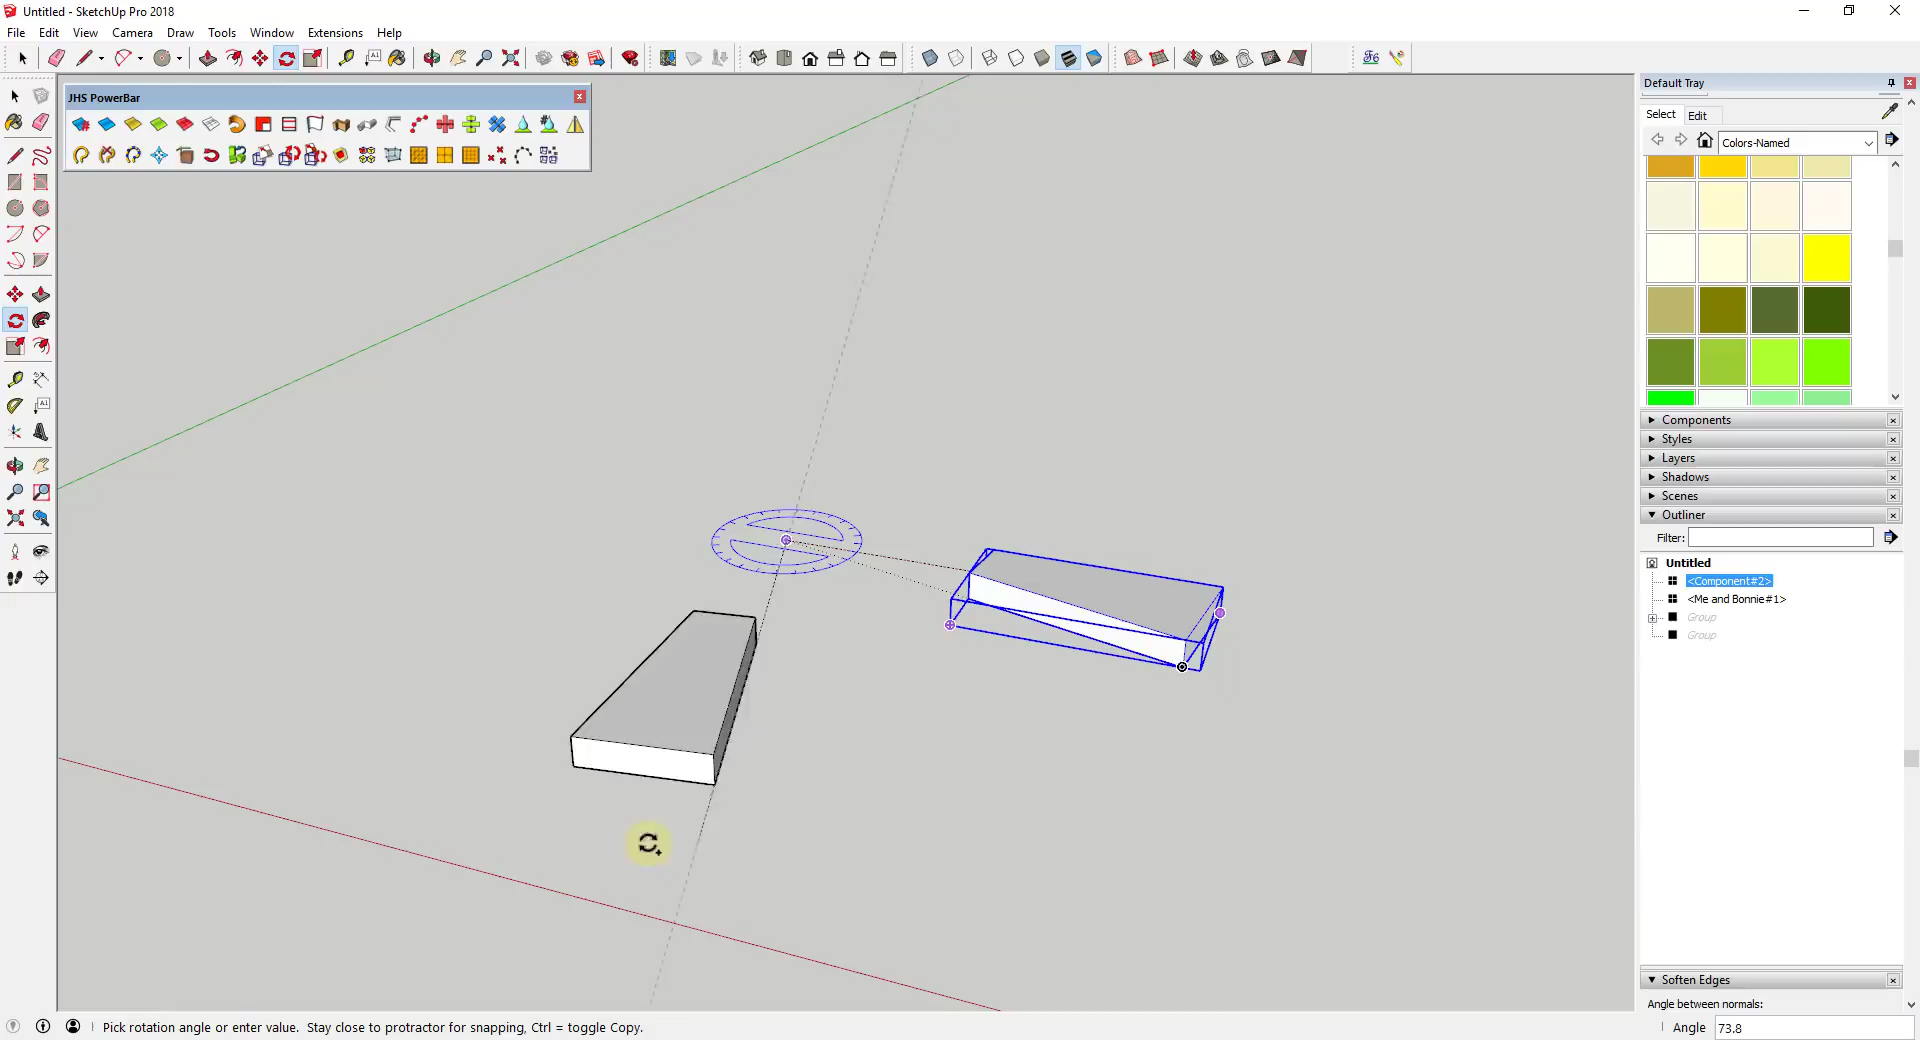 Untitled - SketchUp Pro 2018
File Edit View Camera Draw Tools Window Extensions Help
JHS PowerBar
Default Tray
Select Edit
Colors-Named
Components
Styles
Layers
Shadows
Scenes
Outliner
Filter:
Untitled
<Component#2>
<Me and Bonnie#1>
Group
Group
Soften Edges
Angle between normals:
Pick rotation angle or enter value. Stay close to protractor for snapping, Ctrl = toggle Copy.
Angle 73.8